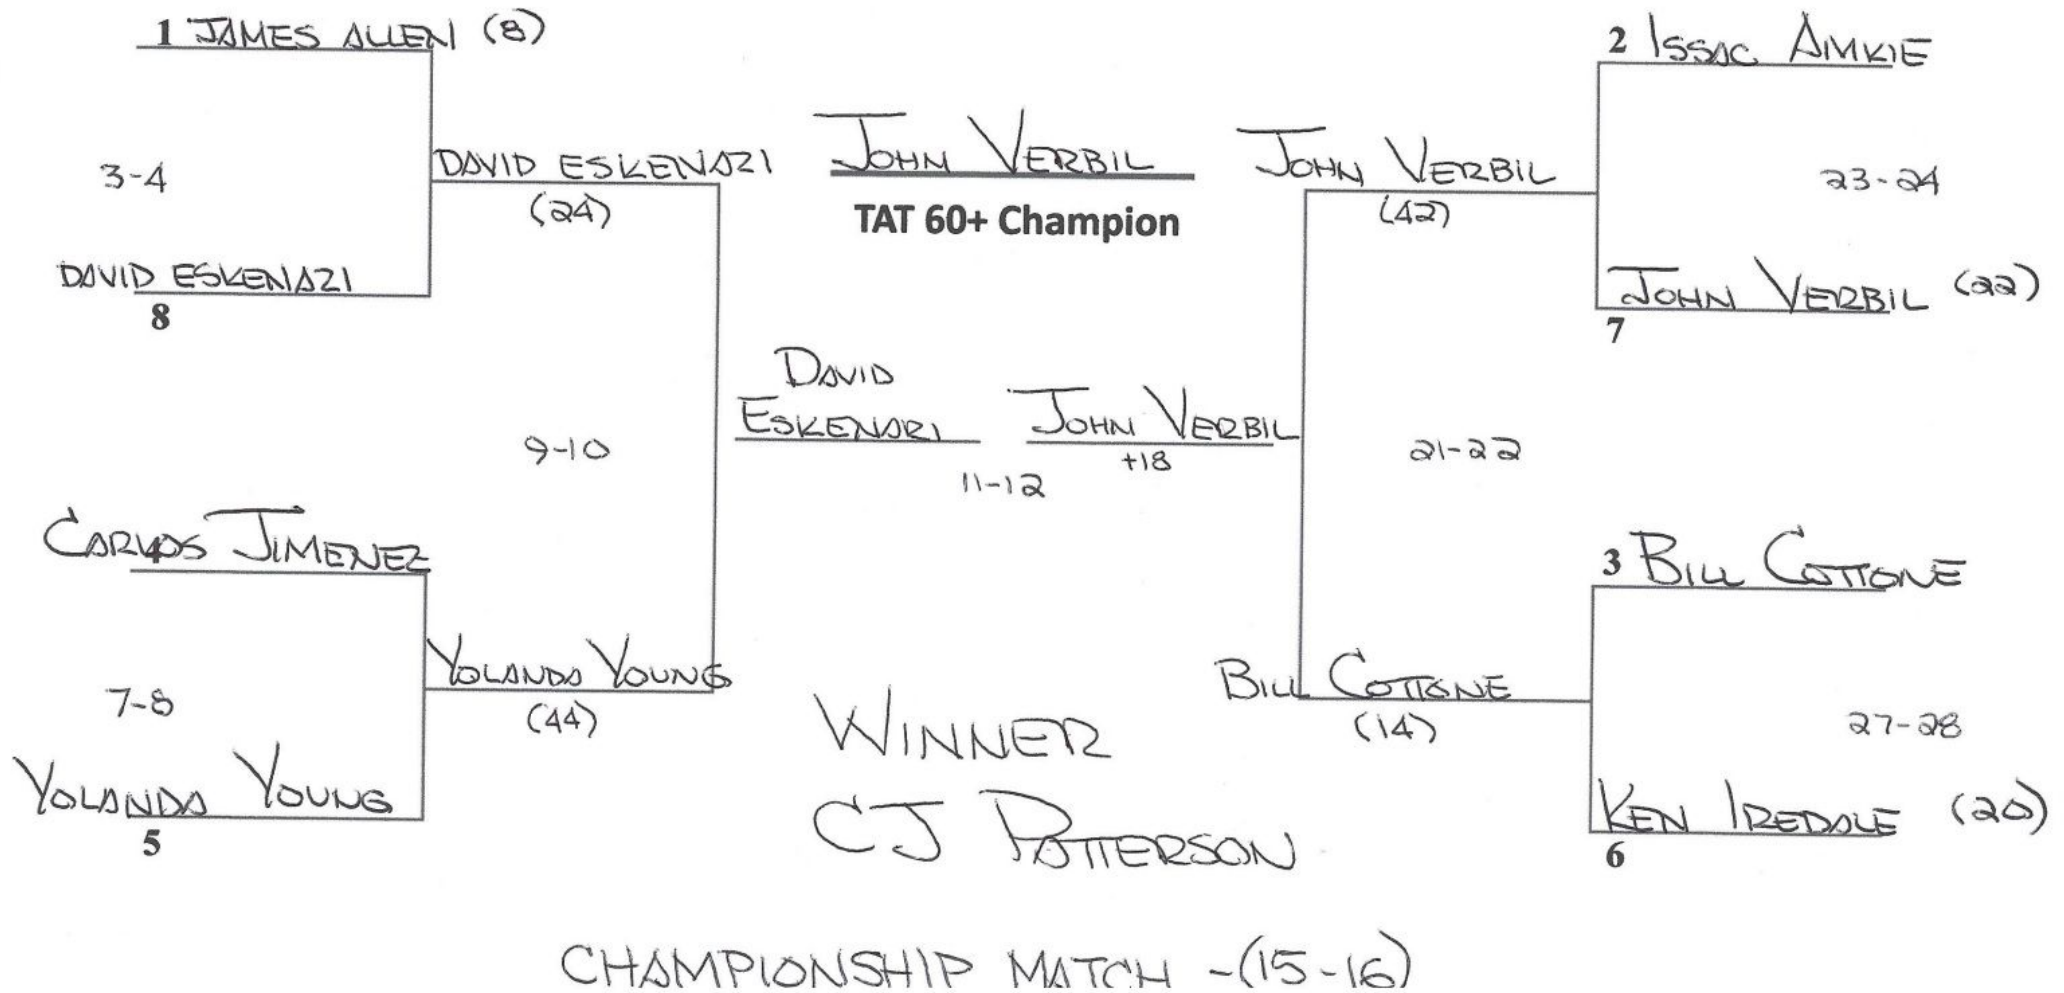 1 JAMES ALLEN (8)
3-4
DAVID ESKENAZI
8
DAVID ESKENAZI
(24)
9-10
CARLOS JIMENEZ
4
7-8
YOLANDA YOUNG
5
YOLANDA YOUNG
(44)
JOHN VERBIL
TAT 60+ Champion
DAVID
ESKENAZI
JOHN VERBIL
+18
11-12
WINNER
CJ PATTERSON
JOHN VERBIL
(42)
21-22
BILL COTTONE
(14)
2 ISSAC AMKIE
23-24
JOHN VERBIL (22)
7
3 BILL COTTONE
27-28
KEN IREDALE (20)
6
CHAMPIONSHIP MATCH -(15-16)